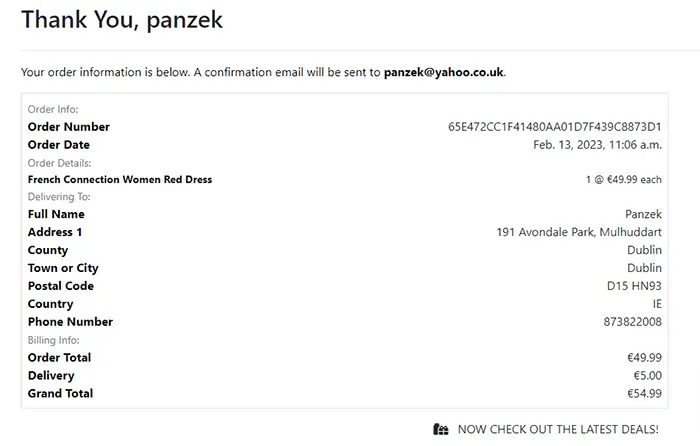 Thank You, panzek
Your order information is below. A confirmation email will be sent to panzek@yahoo.co.uk.
Order Info:
Order Number 65E472CC1F41480AA01D7F439C8873D1
Order Date Feb. 13, 2023, 11:06 a.m.
Order Details:
French Connection Women Red Dress 1 @ €49.99 each
Delivering To:
Full Name Panzek
Address 1 191 Avondale Park, Mulhuddart
County Dublin
Town or City Dublin
Postal Code D15 HN93
Country IE
Phone Number 873822008
Billing Info:
Order Total €49.99
Delivery €5.00
Grand Total €54.99
NOW CHECK OUT THE LATEST DEALS!